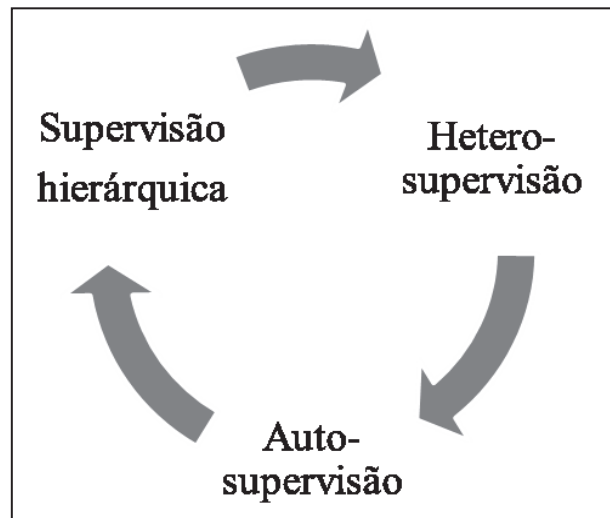 Supervisão
hierárquica
Hetero-
supervisão
Auto-
supervisão